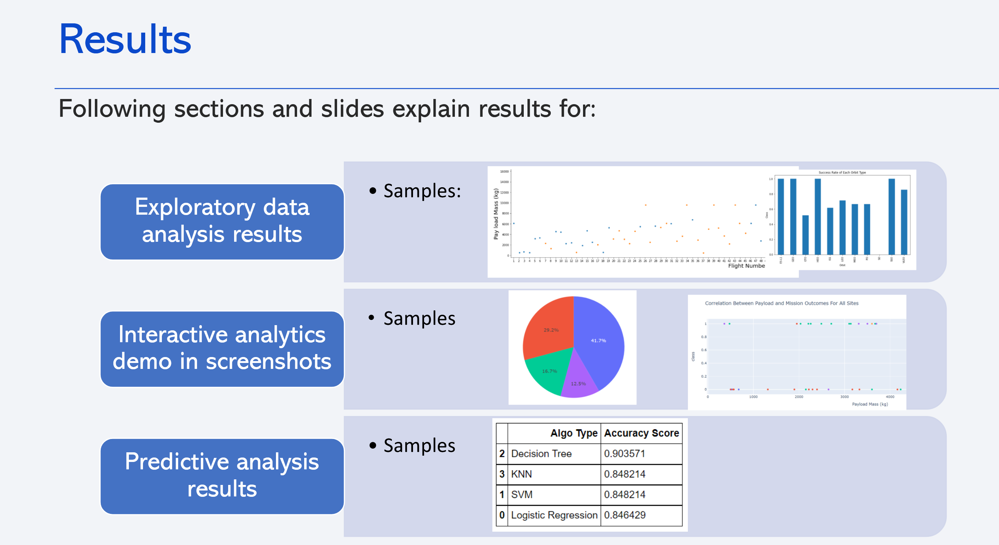 Results
Following sections and slides explain results for:
Exploratory data
analysis results
• Samples:
16000
14000
12000
10000
8000
6000
4000
2000
0
Pay load Mass (kg)
1 2 3 4 5 6 7 8 9 10 11 12 13 14 15 16 17 18 19 20 21 22 23 24 25 26 27 28 29 30 31 32 33 34 35 36 37 38 39 40 41 42 43 44 45 46 47 48
Flight Numbe
Success Rate of Each Orbit Type
1.0
0.8
0.6
0.4
0.2
0.0
Class
ES-L1 GEO GTO HEO ISS LEO MEO PO SO SSO VLEO
Orbit
Interactive analytics
demo in screenshots
• Samples
29.2%
41.7%
16.7%
12.5%
Correlation Between Payload and Mission Outcomes For All Sites
1
0.8
0.6
0.4
0.2
0
class
0 1000 2000 3000 4000
Payload Mass (kg)
Predictive analysis
results
• Samples
Algo Type Accuracy Score
2 Decision Tree 0.903571
3 KNN 0.848214
1 SVM 0.848214
0 Logistic Regression 0.846429